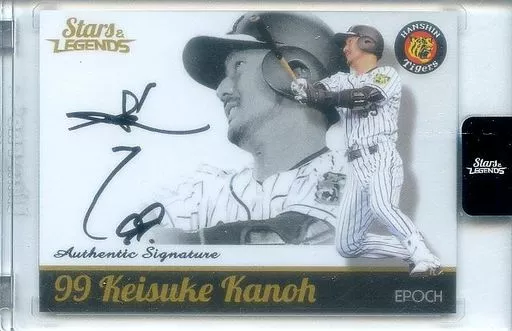 Stars &
LEGENDS
HANSHIN
Tigers
Stars &
LEGENDS
Authentic Signature
99 Keisuke Kanoh
EPOCH